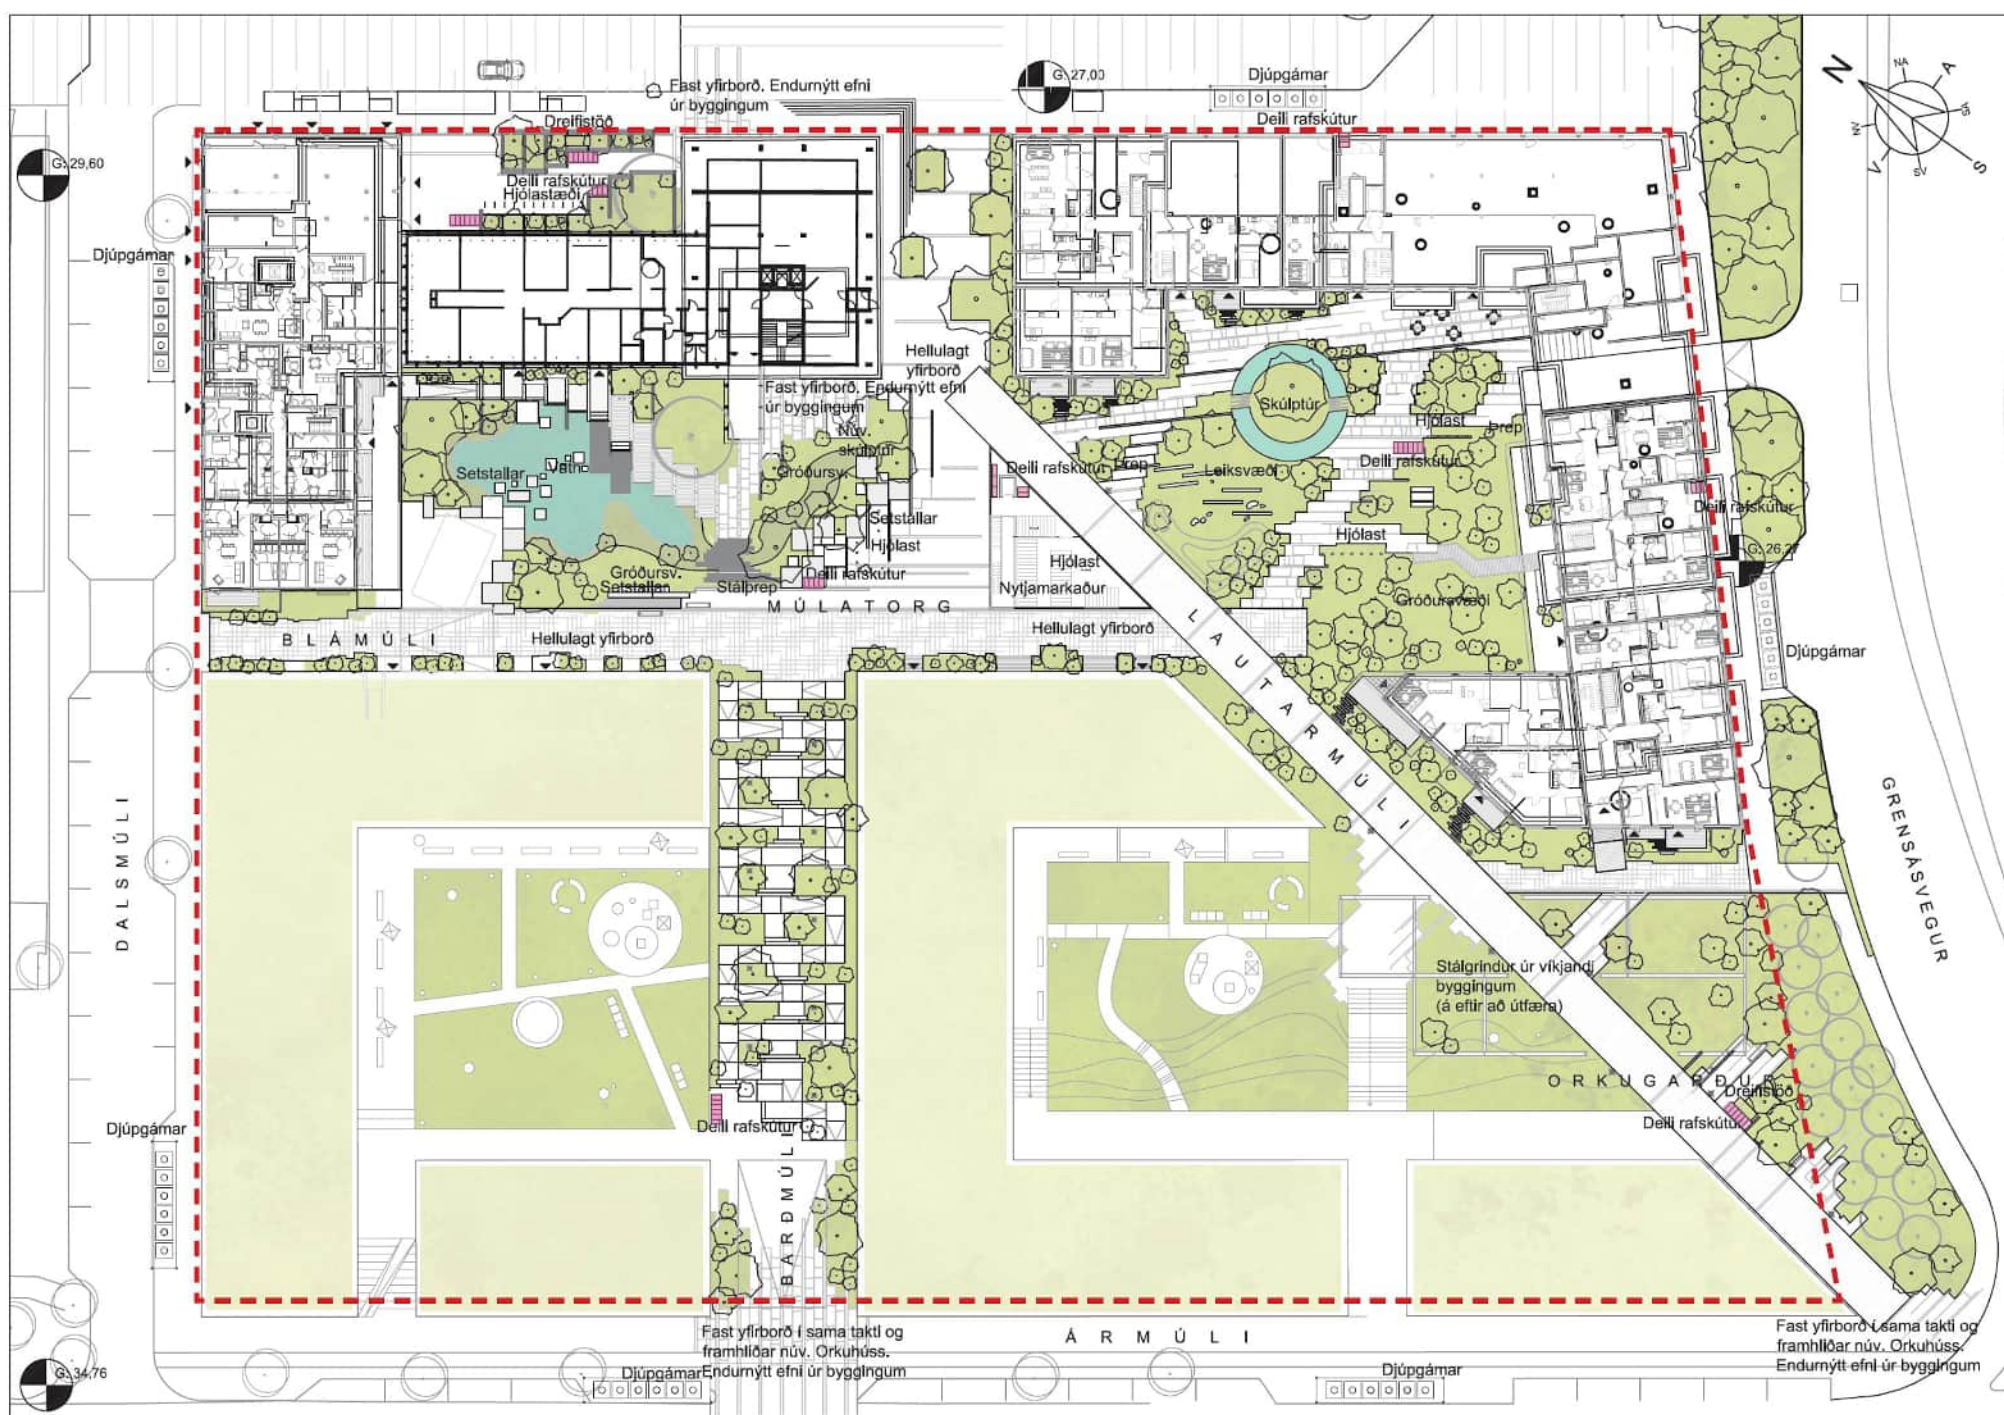 Fast yfirborð. Endurnýtt efni
úr byggingum
G: 27,00
Djúpgámar
Deili rafskútur
N
NA
A
SA
S
SV
V
NV
Dreifistöð
G: 29,60
Deili rafskútur
Hjólastæði
Djúpgámar
Hellulagt
yfirborð
Fast yfirborð. Endurnýtt efni
úr byggingum
Núv.
skúlptúr
Skúlptúr
Hjólast
Þrep
Setstallar
Vatn
Gróðursv.
Deili rafskútur
Þrep
Leiksvæði
Deili rafskútur
Deili rafskútur
Setstallar
Hjólast
Hjólast
G: 26,27
Gróðursv.
Setstallar
Stálþrep
Deili rafskútur
Hjólast
Nytjamarkaður
Gróðursvæði
MÚLATORG
BLÁMÚLI
Hellulagt yfirborð
Hellulagt yfirborð
LAUTARMÚLI
Djúpgámar
DALSMÚLI
GRENSÁSVEGUR
Stálgrindur úr víkjandi
byggingum
(á eftir að útfæra)
ORKUGARÐUR
Dreifistöð
Deili rafskútur
Djúpgámar
Deili rafskútur
BARÐMÚLI
Fast yfirborð í sama takti og
framhliðar núv. Orkuhúss.
Endurnýtt efni úr byggingum
ÁRMÚLI
Fast yfirborð í sama takti og
framhliðar núv. Orkuhúss.
Endurnýtt efni úr byggingum
G: 34,76
Djúpgámar
Djúpgámar